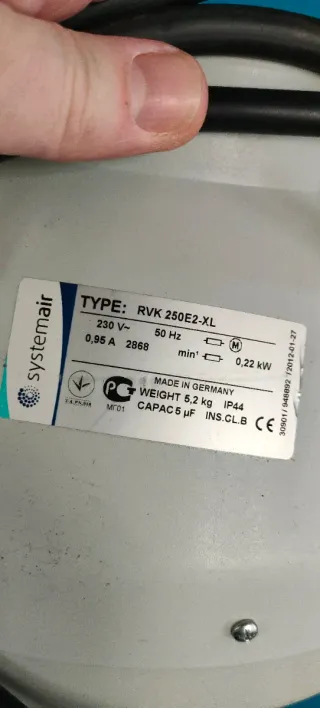 systemair
TYPE: RVK 250E2-XL
230 V~ 50 Hz M
0,95 A 2868 min⁻¹ 0,22 kW
MADE IN GERMANY
WEIGHT 5,2 kg IP44
МГ01 CAPAC 5 µF INS.CL.B CE
30901 / 948892 / 2012-01-27